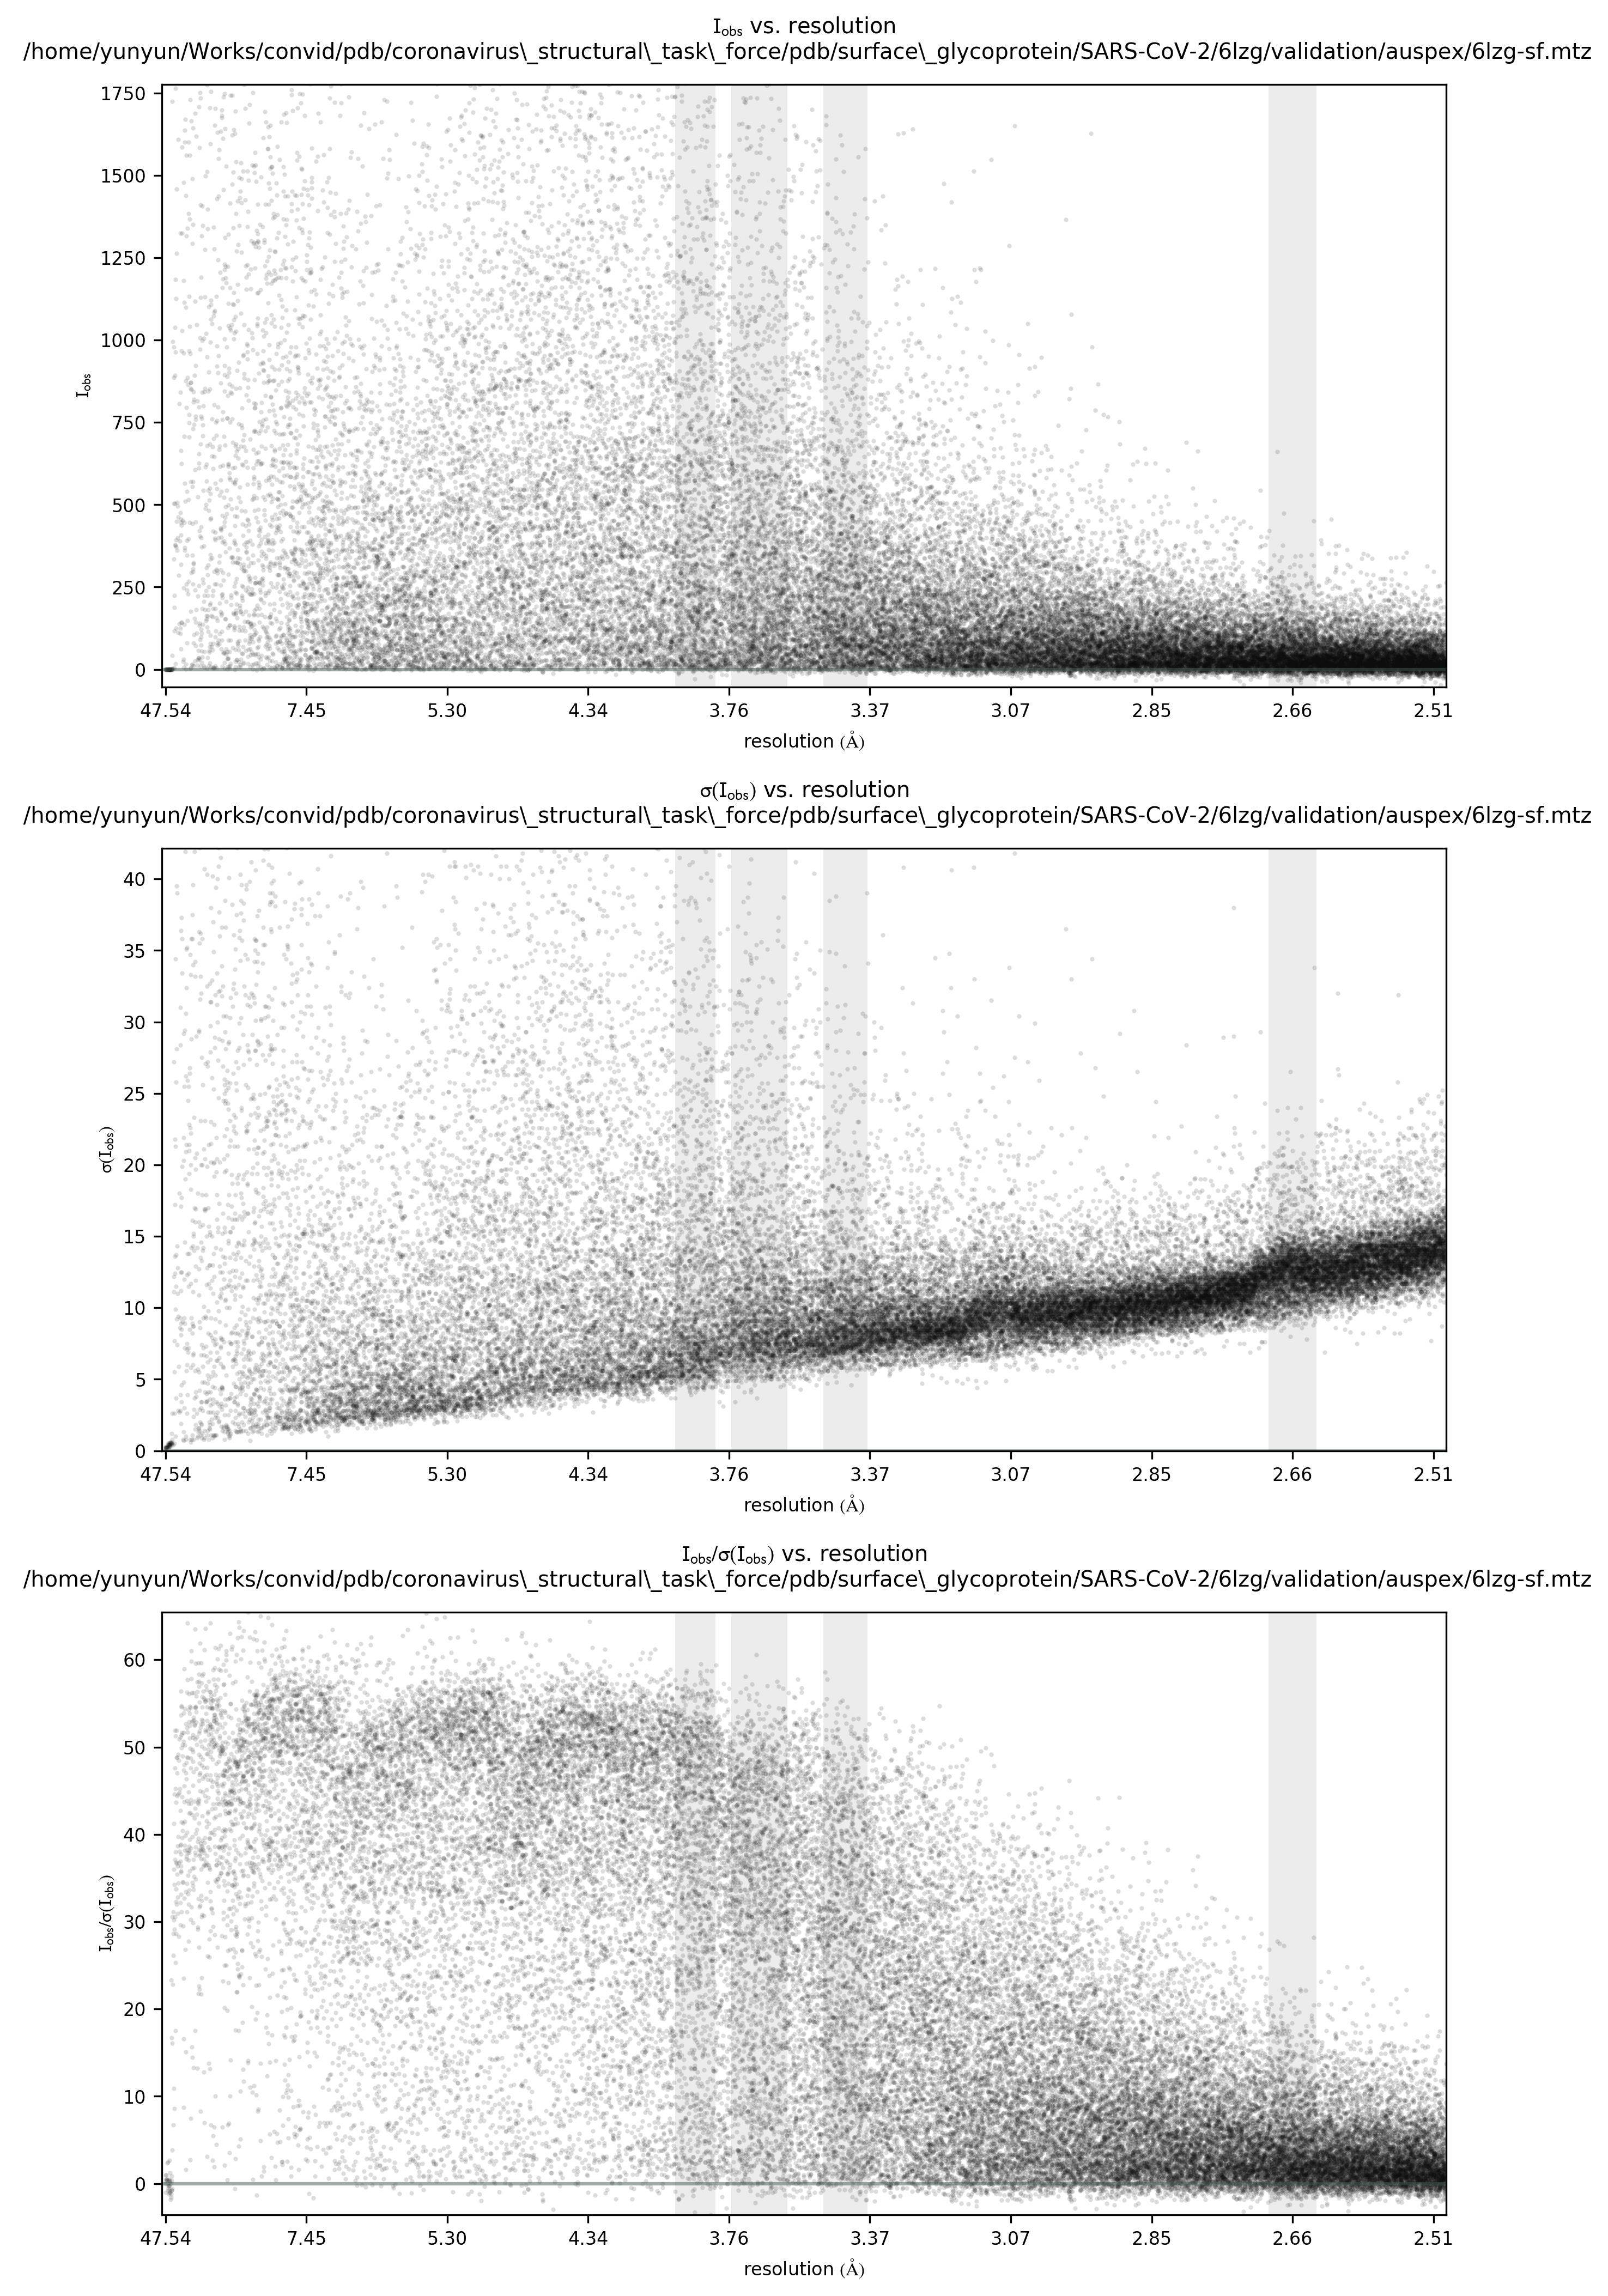 I_obs vs. resolution
/home/yunyun/Works/convid/pdb/coronavirus\_structural\_task\_force/pdb/surface\_glycoprotein/SARS-CoV-2/6lzg/validation/auspex/6lzg-sf.mtz
1750
1500
1250
1000
750
500
250
0
I_obs
47.54 7.45 5.30 4.34 3.76 3.37 3.07 2.85 2.66 2.51
resolution (Å)
σ(I_obs) vs. resolution
/home/yunyun/Works/convid/pdb/coronavirus\_structural\_task\_force/pdb/surface\_glycoprotein/SARS-CoV-2/6lzg/validation/auspex/6lzg-sf.mtz
40
35
30
25
20
15
10
5
0
σ(I_obs)
47.54 7.45 5.30 4.34 3.76 3.37 3.07 2.85 2.66 2.51
resolution (Å)
I_obs/σ(I_obs) vs. resolution
/home/yunyun/Works/convid/pdb/coronavirus\_structural\_task\_force/pdb/surface\_glycoprotein/SARS-CoV-2/6lzg/validation/auspex/6lzg-sf.mtz
60
50
40
30
20
10
0
I_obs/σ(I_obs)
47.54 7.45 5.30 4.34 3.76 3.37 3.07 2.85 2.66 2.51
resolution (Å)